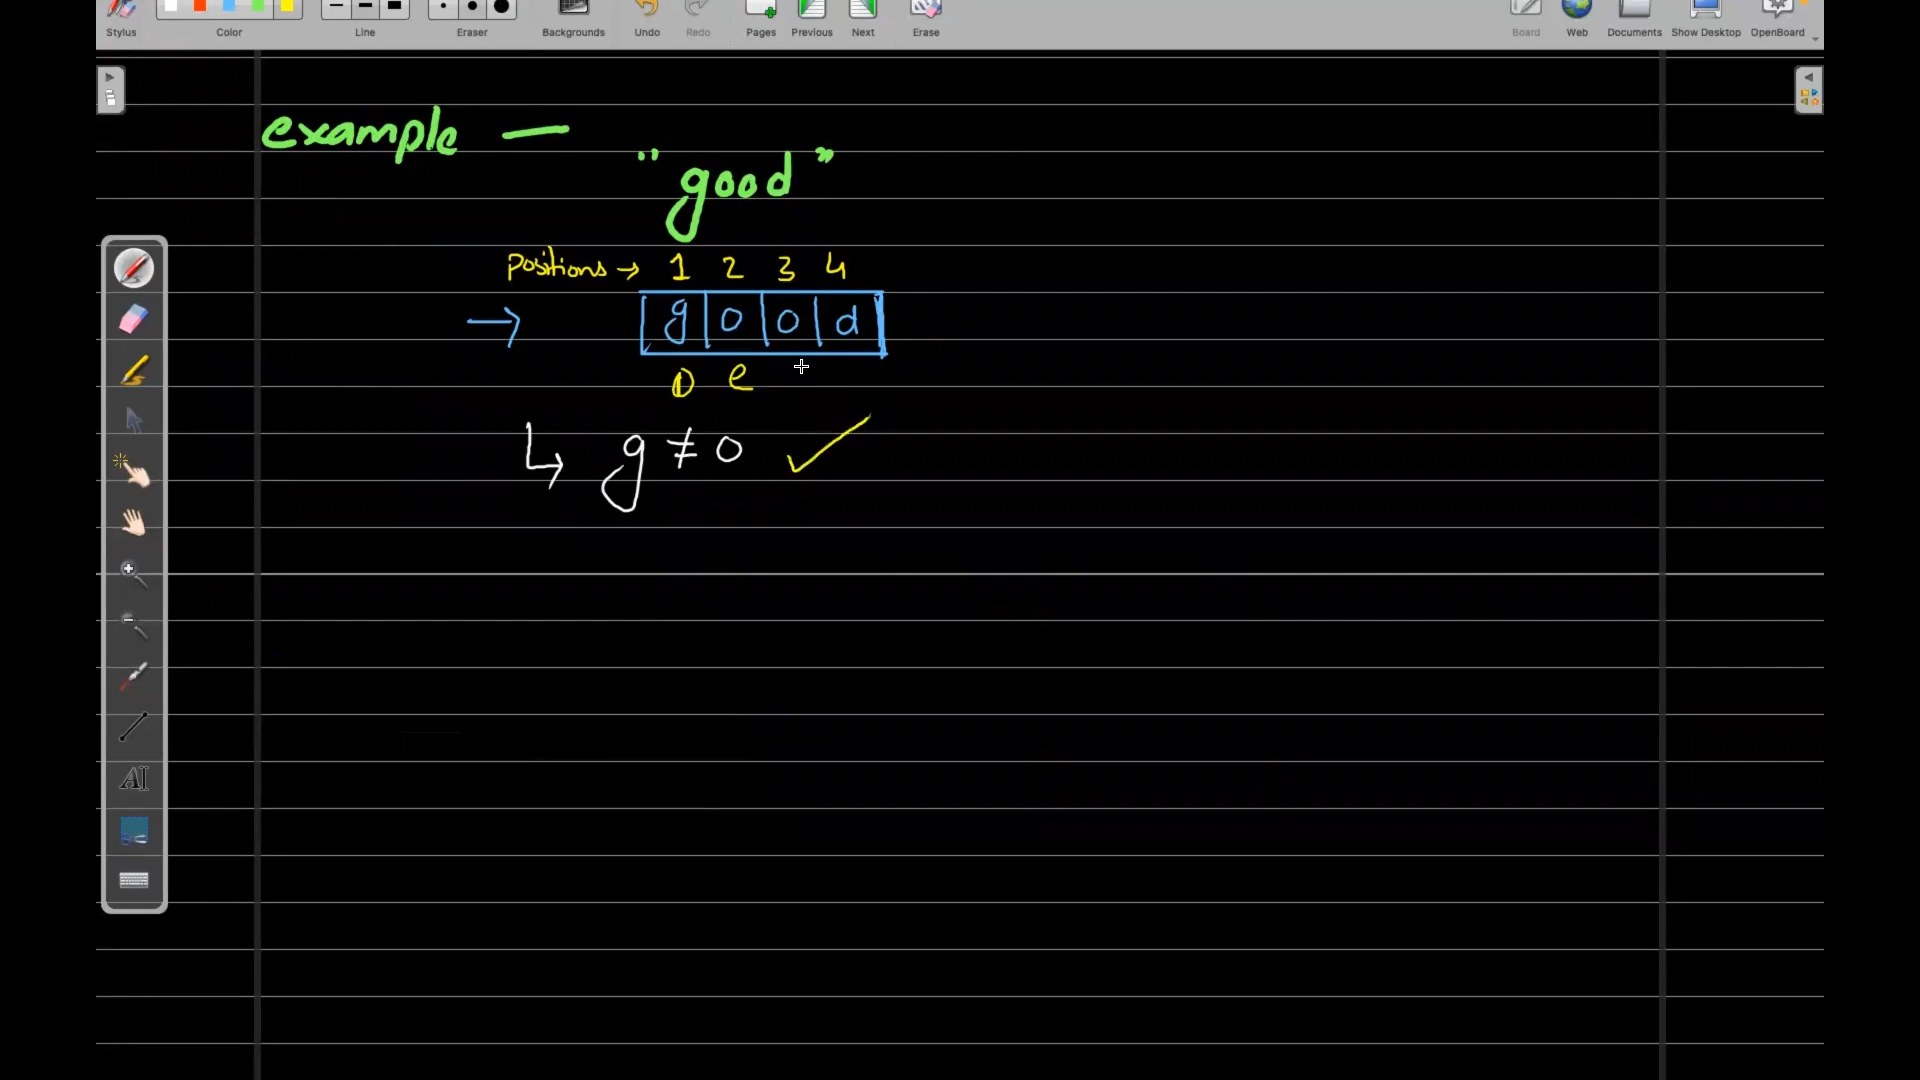 Stylus Color Line Eraser Backgrounds Undo Redo Pages Previous Next Erase Board Web Documents Show Desktop OpenBoard
example —
"good"
Positions → 1 2 3 4
→ g o o d
O e
↳ g ≠ o ✓
AI